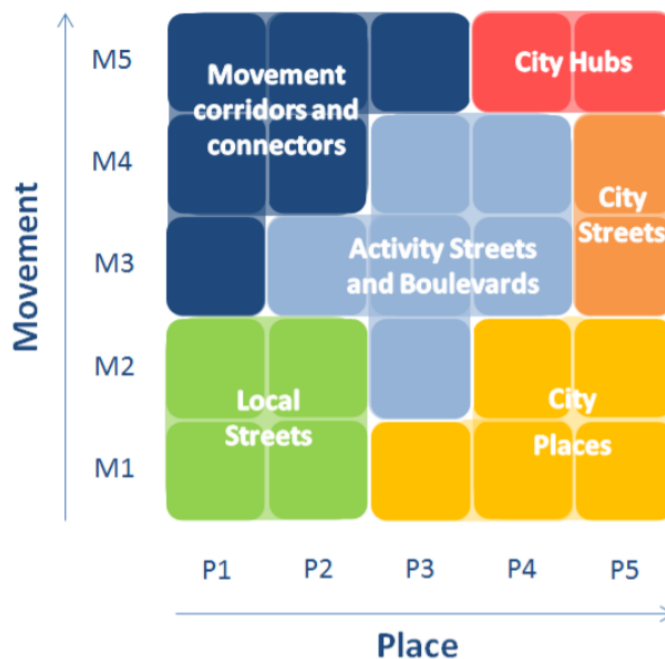 M5
M4
M3
M2
M1
Movement
Movement
corridors and
connectors
City Hubs
City
Streets
Activity Streets
and Boulevards
Local
Streets
City
Places
P1 P2 P3 P4 P5
Place